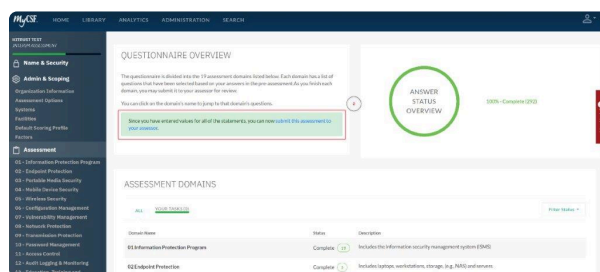 MyCSF. HOME LIBRARY ANALYTICS ADMINISTRATION SEARCH
HITRUST TEST
INTERIM ASSESSMENT
Name & Security
Admin & Scoping
Organization Information
Assessment Options
Systems
Facilities
Default Scoring Profile
Factors
Assessment
01 - Information Protection Program
02 - Endpoint Protection
03 - Portable Media Security
04 - Mobile Device Security
05 - Wireless Security
06 - Configuration Management
07 - Vulnerability Management
08 - Network Protection
09 - Transmission Protection
10 - Password Management
11 - Access Control
12 - Audit Logging & Monitoring
QUESTIONNAIRE OVERVIEW
The questionnaire is divided into the 19 assessment domains listed below. Each domain has a list of
questions that have been selected based on your answers in the pre-assessment. As you finish each
domain, you may submit it to your assessor for review.
You can click on the domain's name to jump to that domain's questions.
Since you have entered values for all of the statements, you can now submit this assessment to
your assessor.
ANSWER
STATUS
OVERVIEW
100% - Complete (292)
ASSESSMENT DOMAINS
ALL YOUR TASKS (0)
Filter Status
Domain Name Status Description
01 Information Protection Program Complete Includes the information security management system (ISMS).
02 Endpoint Protection Complete Includes laptops, workstations, storage, (e.g., NAS) and servers.